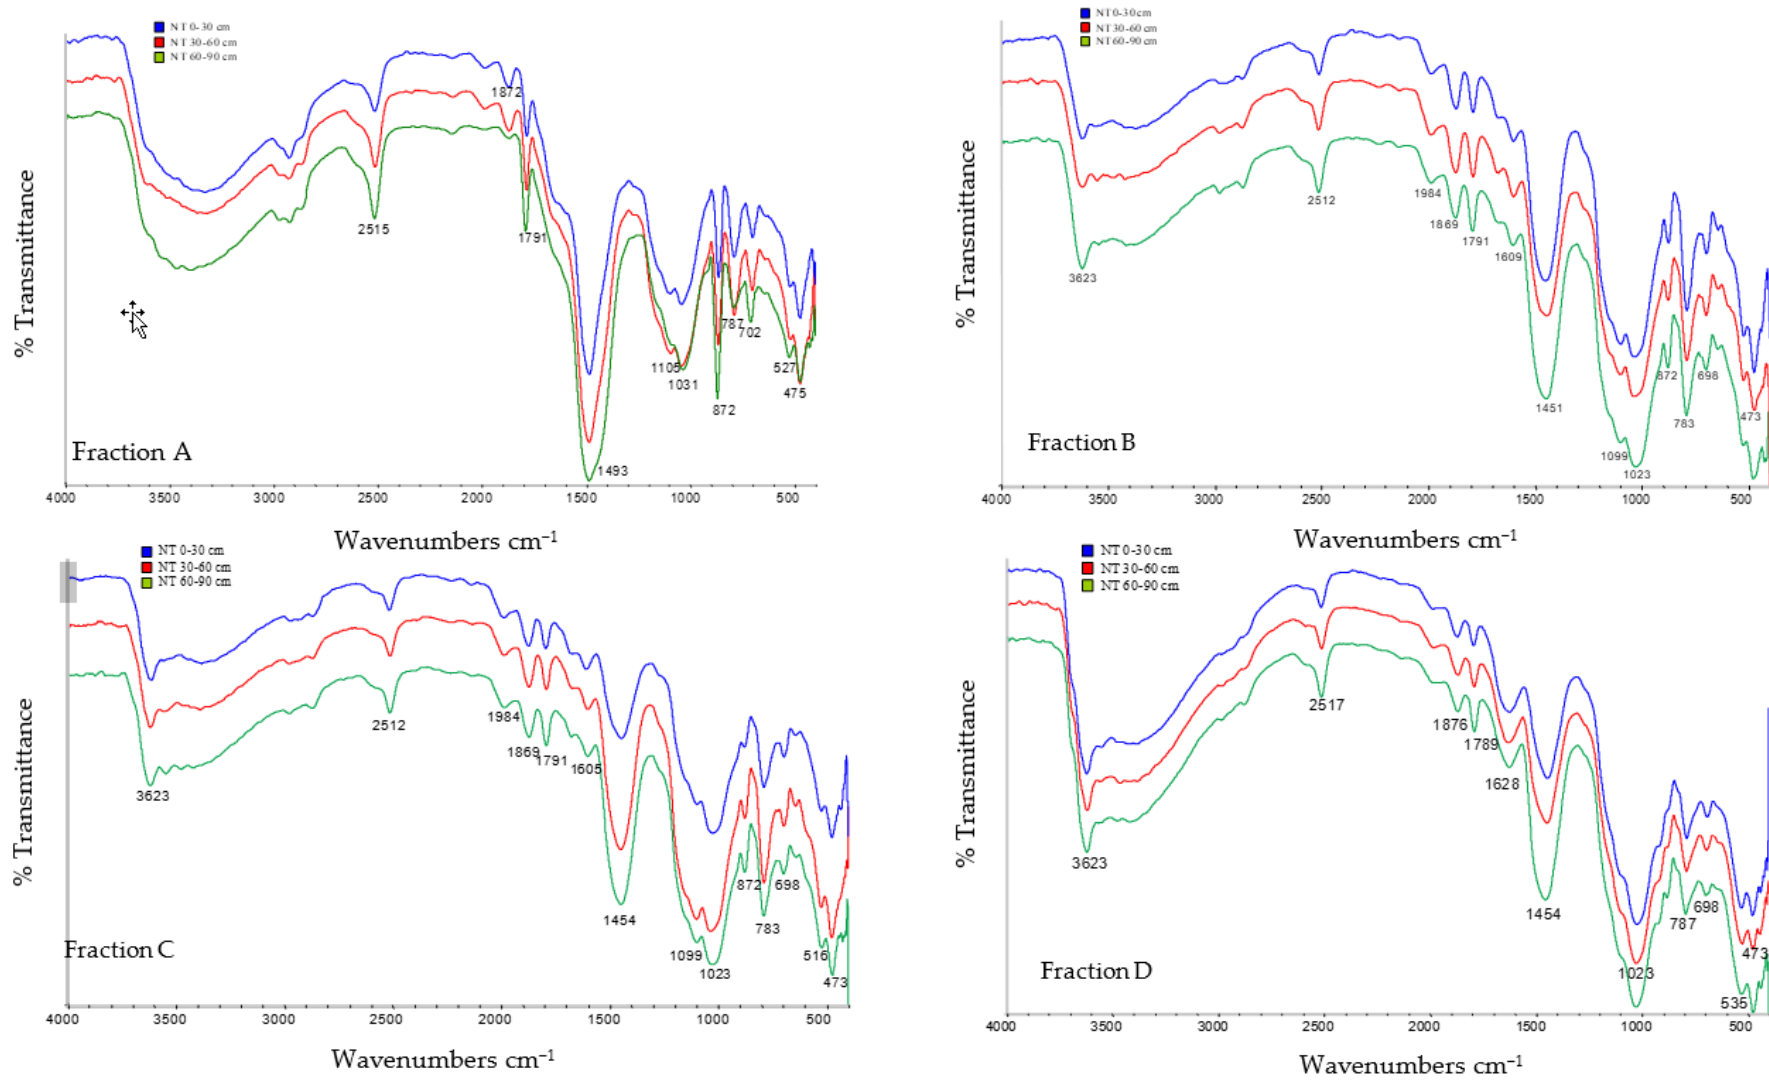 NT 0-30 cm
NT 30-60 cm
NT 60-90 cm
% Transmittance
1872
2515
1791
1493
1105
1031
872
787
702
527
475
Fraction A
4000 3500 3000 2500 2000 1500 1000 500
Wavenumbers cm⁻¹
NT 0-30cm
NT 30-60cm
NT 60-90 cm
% Transmittance
3623
2512
1984
1869
1791
1609
1451
1099
1023
872
783
698
473
Fraction B
4000 3500 3000 2500 2000 1500 1000 500
Wavenumbers cm⁻¹
NT 0-30 cm
NT 30-60 cm
NT 60-90 cm
% Transmittance
3623
2512
1984
1869
1791
1605
1454
1099
1023
872
783
698
516
473
Fraction C
4000 3500 3000 2500 2000 1500 1000 500
Wavenumbers cm⁻¹
NT 0-30 cm
NT 30-60 cm
NT 60-90 cm
% Transmittance
3623
2517
1876
1789
1628
1454
1023
787
698
535
473
Fraction D
4000 3500 3000 2500 2000 1500 1000 500
Wavenumbers cm⁻¹